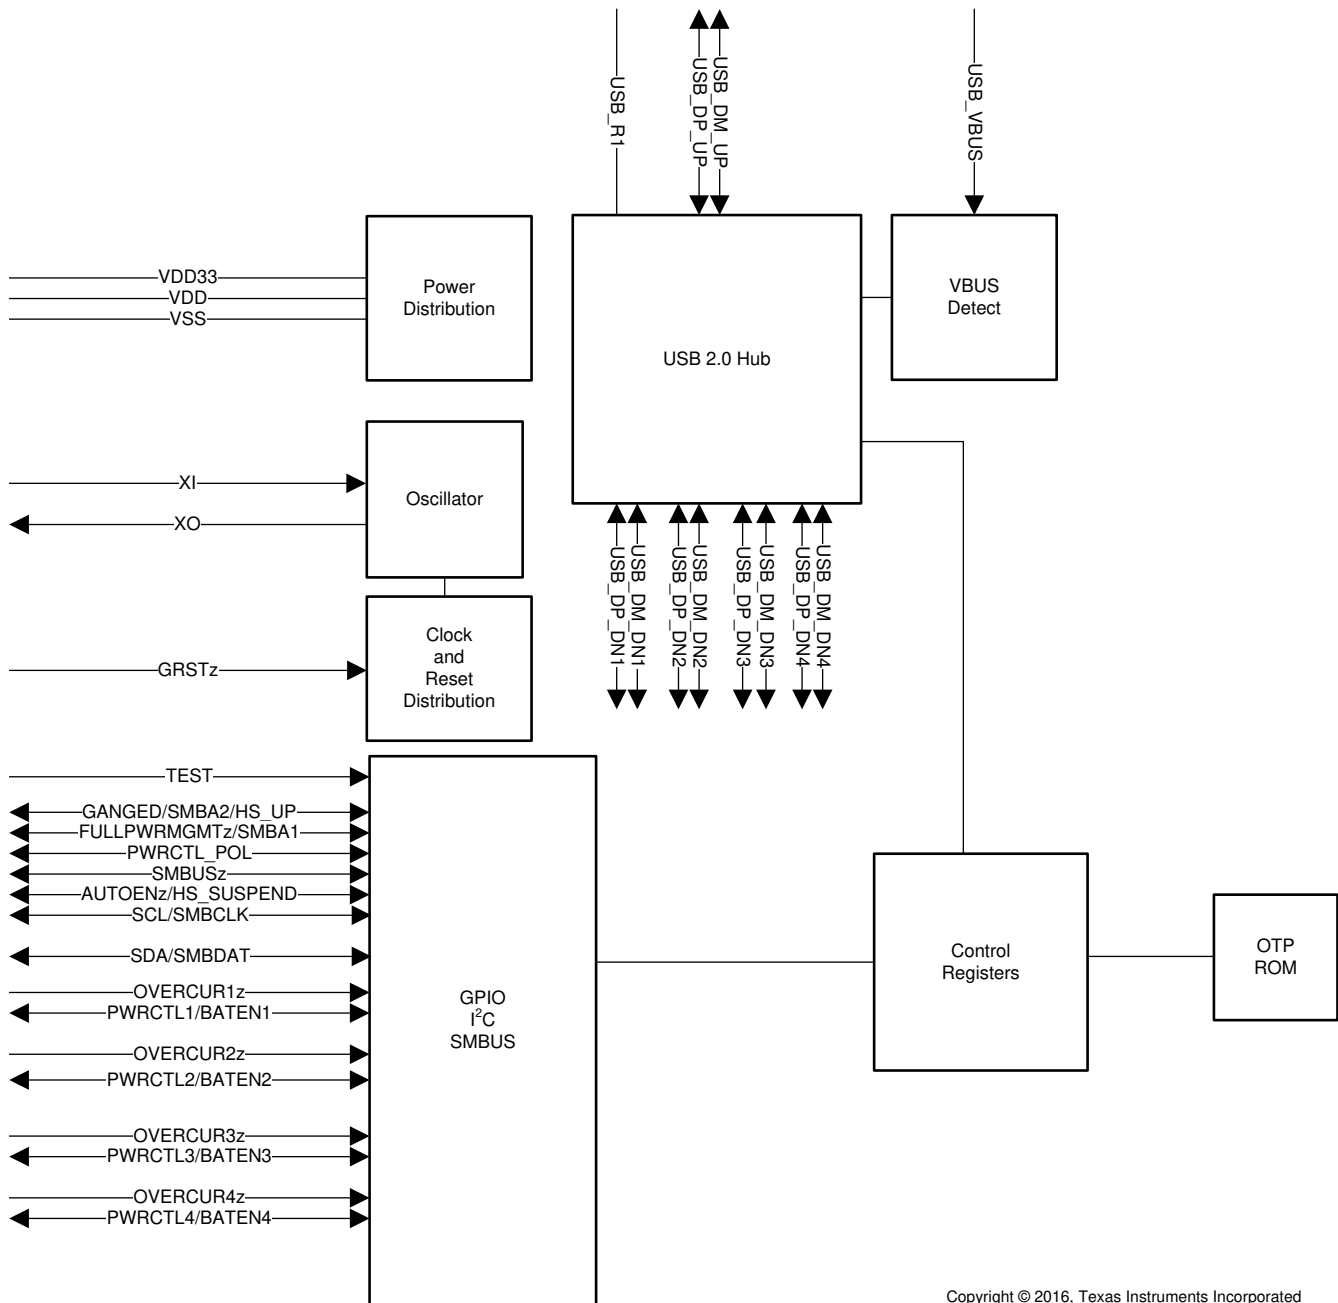 USB_R1
USB_DP_UP
USB_DM_UP
USB_VBUS
VDD33
VDD
VSS
Power
Distribution
USB 2.0 Hub
VBUS
Detect
XI
XO
Oscillator
USB_DP_DN1
USB_DM_DN1
USB_DP_DN2
USB_DM_DN2
USB_DP_DN3
USB_DM_DN3
USB_DP_DN4
USB_DM_DN4
GRSTz
Clock
and
Reset
Distribution
TEST
GANGED/SMBA2/HS_UP
FULLPWRMGMTz/SMBA1
PWRCTL_POL
SMBUSz
AUTOENz/HS_SUSPEND
SCL/SMBCLK
SDA/SMBDAT
OVERCUR1z
PWRCTL1/BATEN1
OVERCUR2z
PWRCTL2/BATEN2
OVERCUR3z
PWRCTL3/BATEN3
OVERCUR4z
PWRCTL4/BATEN4
GPIO
I²C
SMBUS
Control
Registers
OTP
ROM
Copyright © 2016, Texas Instruments Incorporated